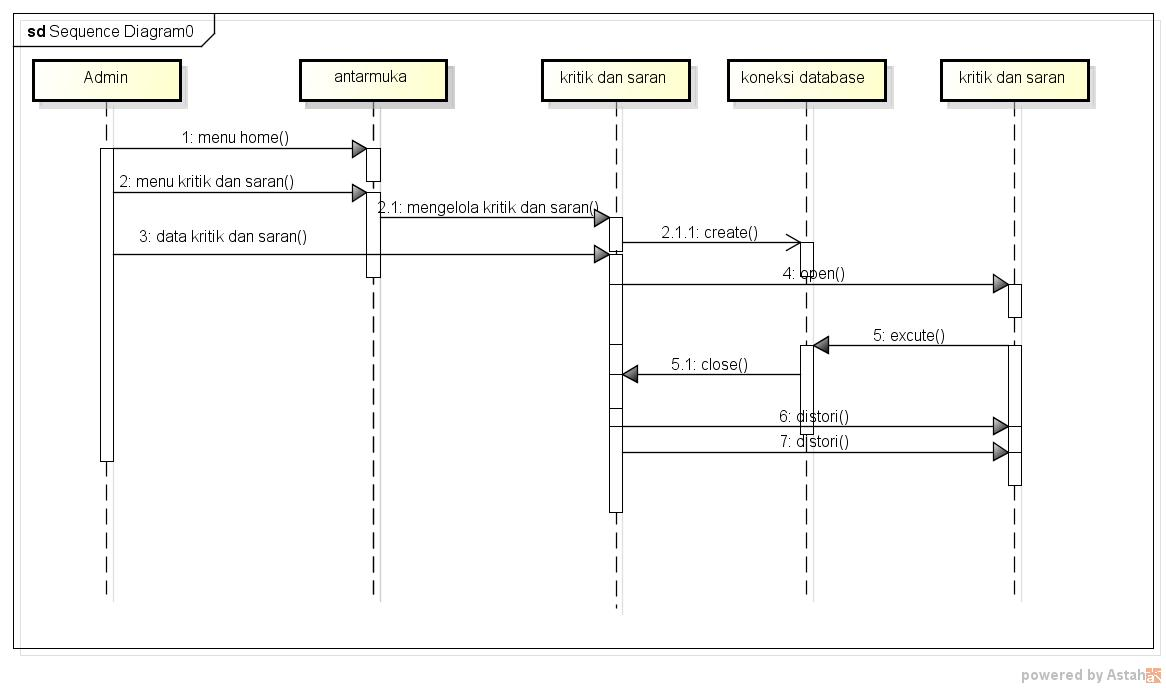 sd Sequence Diagram0
Admin
antarmuka
kritik dan saran
koneksi database
kritik dan saran
1: menu home()
2: menu kritik dan saran()
2.1: mengelola kritik dan saran()
3: data kritik dan saran()
2.1.1: create()
4: open()
5: excute()
5.1: close()
6: distori()
7: distori()
powered by Astah